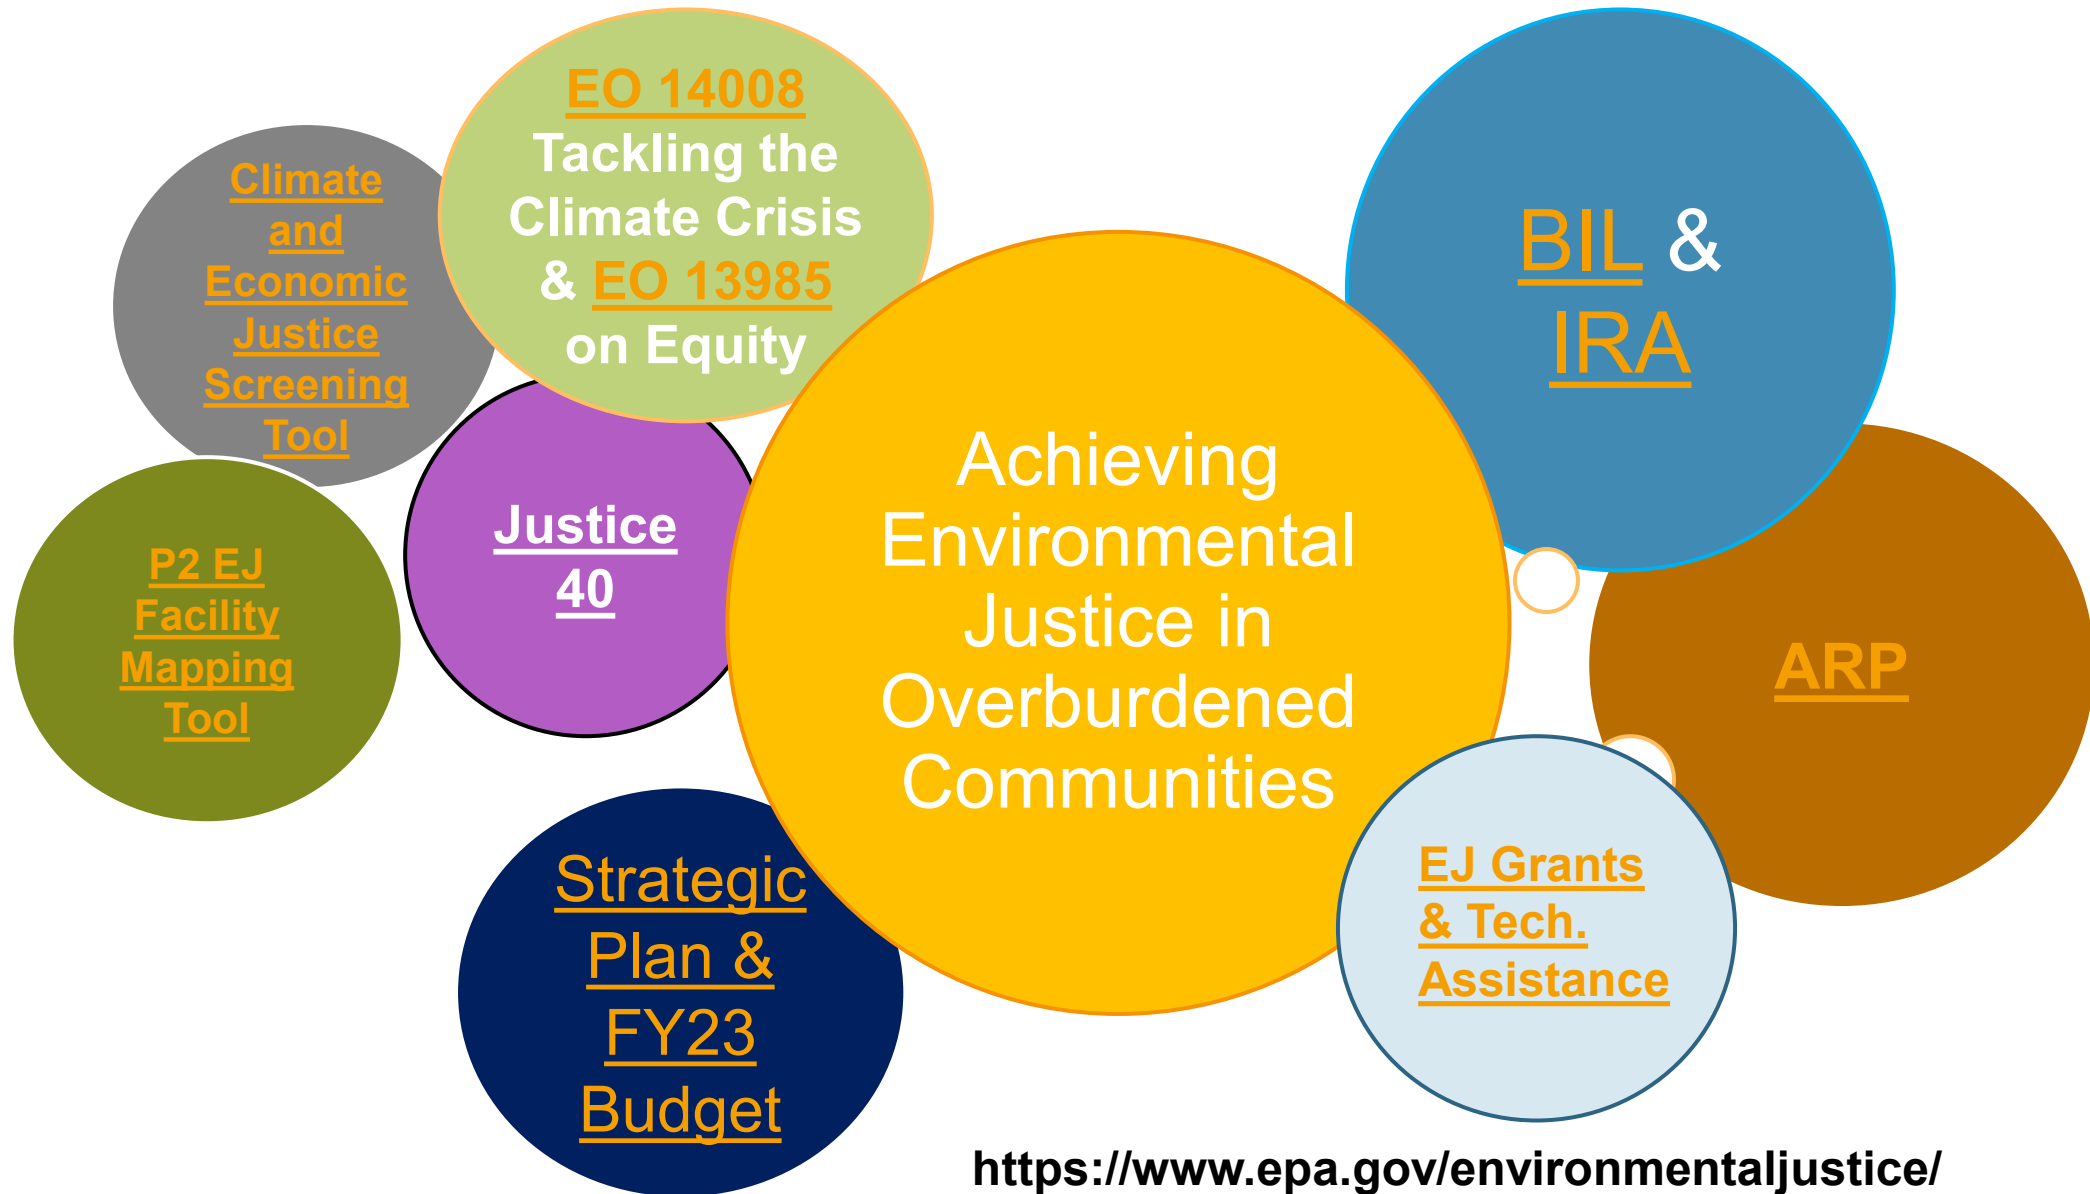 EO 14008
Tackling the
Climate Crisis
& EO 13985
on Equity
Climate
and
Economic
Justice
Screening
Tool
P2 EJ
Facility
Mapping
Tool
Justice
40
Strategic
Plan &
FY23
Budget
Achieving
Environmental
Justice in
Overburdened
Communities
BIL &
IRA
ARP
EJ Grants
& Tech.
Assistance
https://www.epa.gov/environmentaljustice/